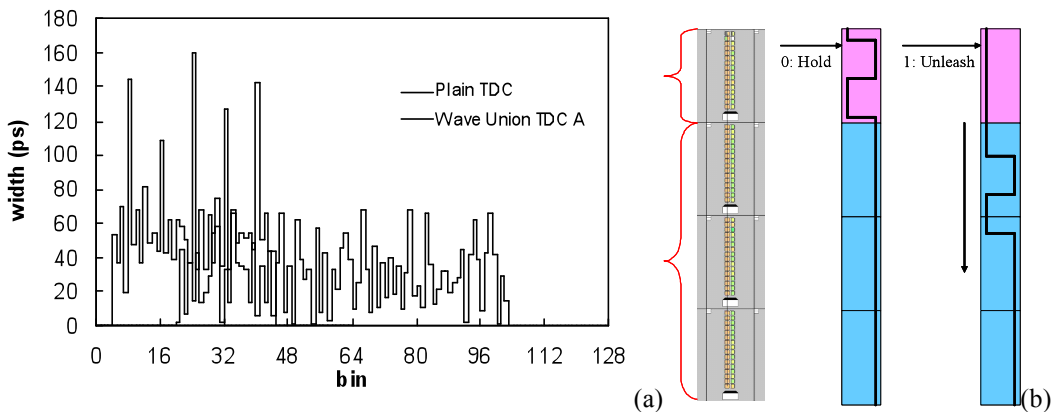 180
160
140
120
100
80
60
40
20
0
width (ps)
Plain TDC
Wave Union TDC A
0 16 32 48 64 80 96 112 128
bin
(a)
0: Hold
1: Unleash
(b)